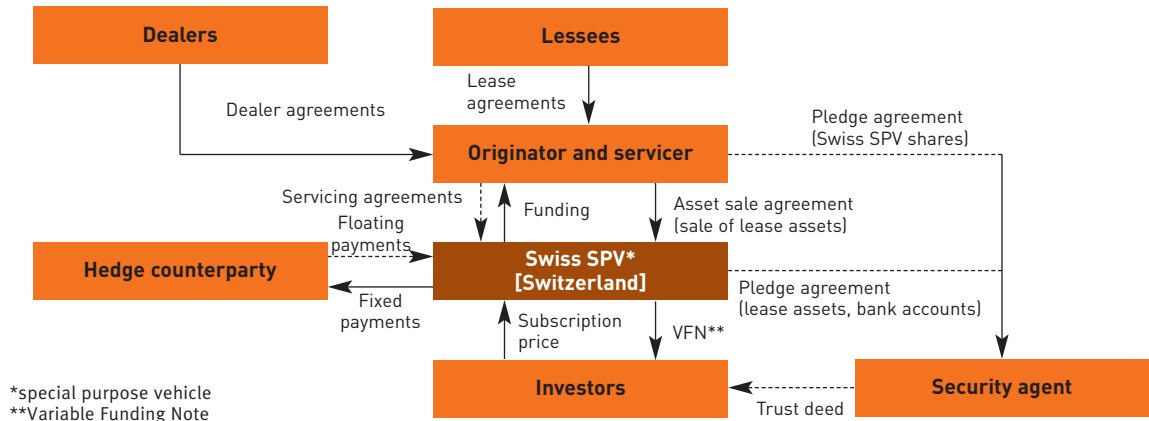 Dealers
Lessees
Lease
agreements
Dealer agreements
Pledge agreement
(Swiss SPV shares)
Originator and servicer
Servicing agreements
Funding
Asset sale agreement
(sale of lease assets)
Floating
payments
Hedge counterparty
Swiss SPV*
[Switzerland]
Fixed
payments
Pledge agreement
(lease assets, bank accounts)
Subscription
price
VFN**
Investors
Security agent
Trust deed
*special purpose vehicle
**Variable Funding Note